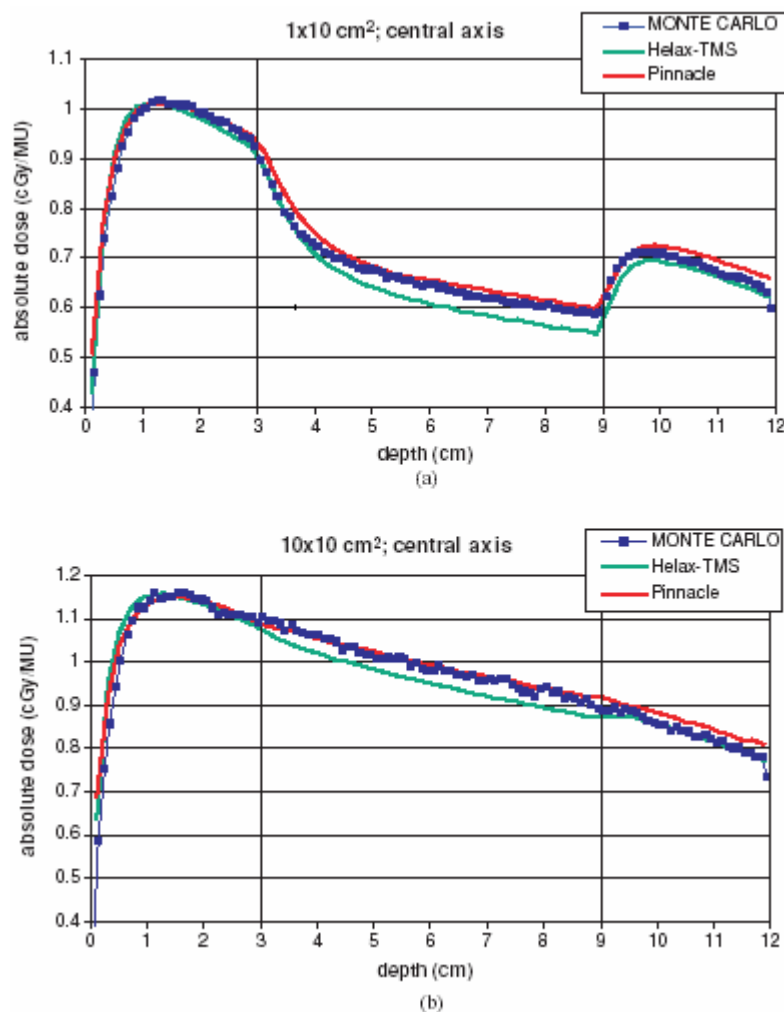 1x10 cm²; central axis
MONTE CARLO
Helax-TMS
Pinnacle
absolute dose (cGy/MU)
1.1
1
0.9
0.8
0.7
0.6
0.5
0.4
0 1 2 3 4 5 6 7 8 9 10 11 12
depth (cm)
(a)
10x10 cm²; central axis
MONTE CARLO
Helax-TMS
Pinnacle
absolute dose (cGy/MU)
1.2
1.1
1
0.9
0.8
0.7
0.6
0.5
0.4
0 1 2 3 4 5 6 7 8 9 10 11 12
depth (cm)
(b)